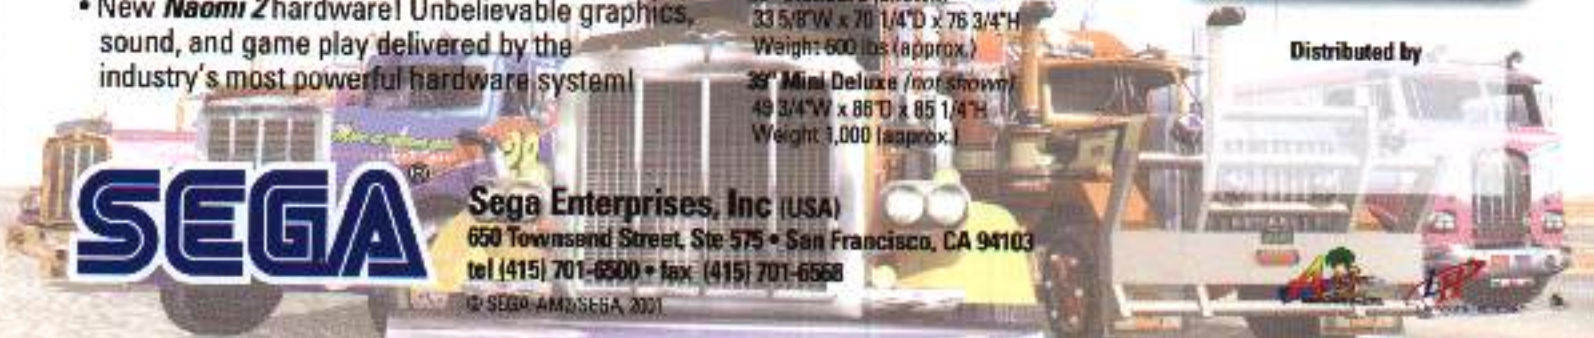 • New Naomi 2 hardware! Unbelievable graphics,
sound, and game play delivered by the
industry's most powerful hardware system!
33 5/8"W x 70 1/4"D x 76 3/4"H
Weight 600 lbs (approx.)
39" Mini Deluxe (not shown)
49 3/4"W x 86"D x 85 1/4"H
Weight 1,000 (approx.)
Distributed by
SEGA®
Sega Enterprises, Inc (USA)
650 Townsend Street, Ste 575 • San Francisco, CA 94103
tel (415) 701-6500 • fax (415) 701-6568
© SEGA-AM2/SEGA, 2001